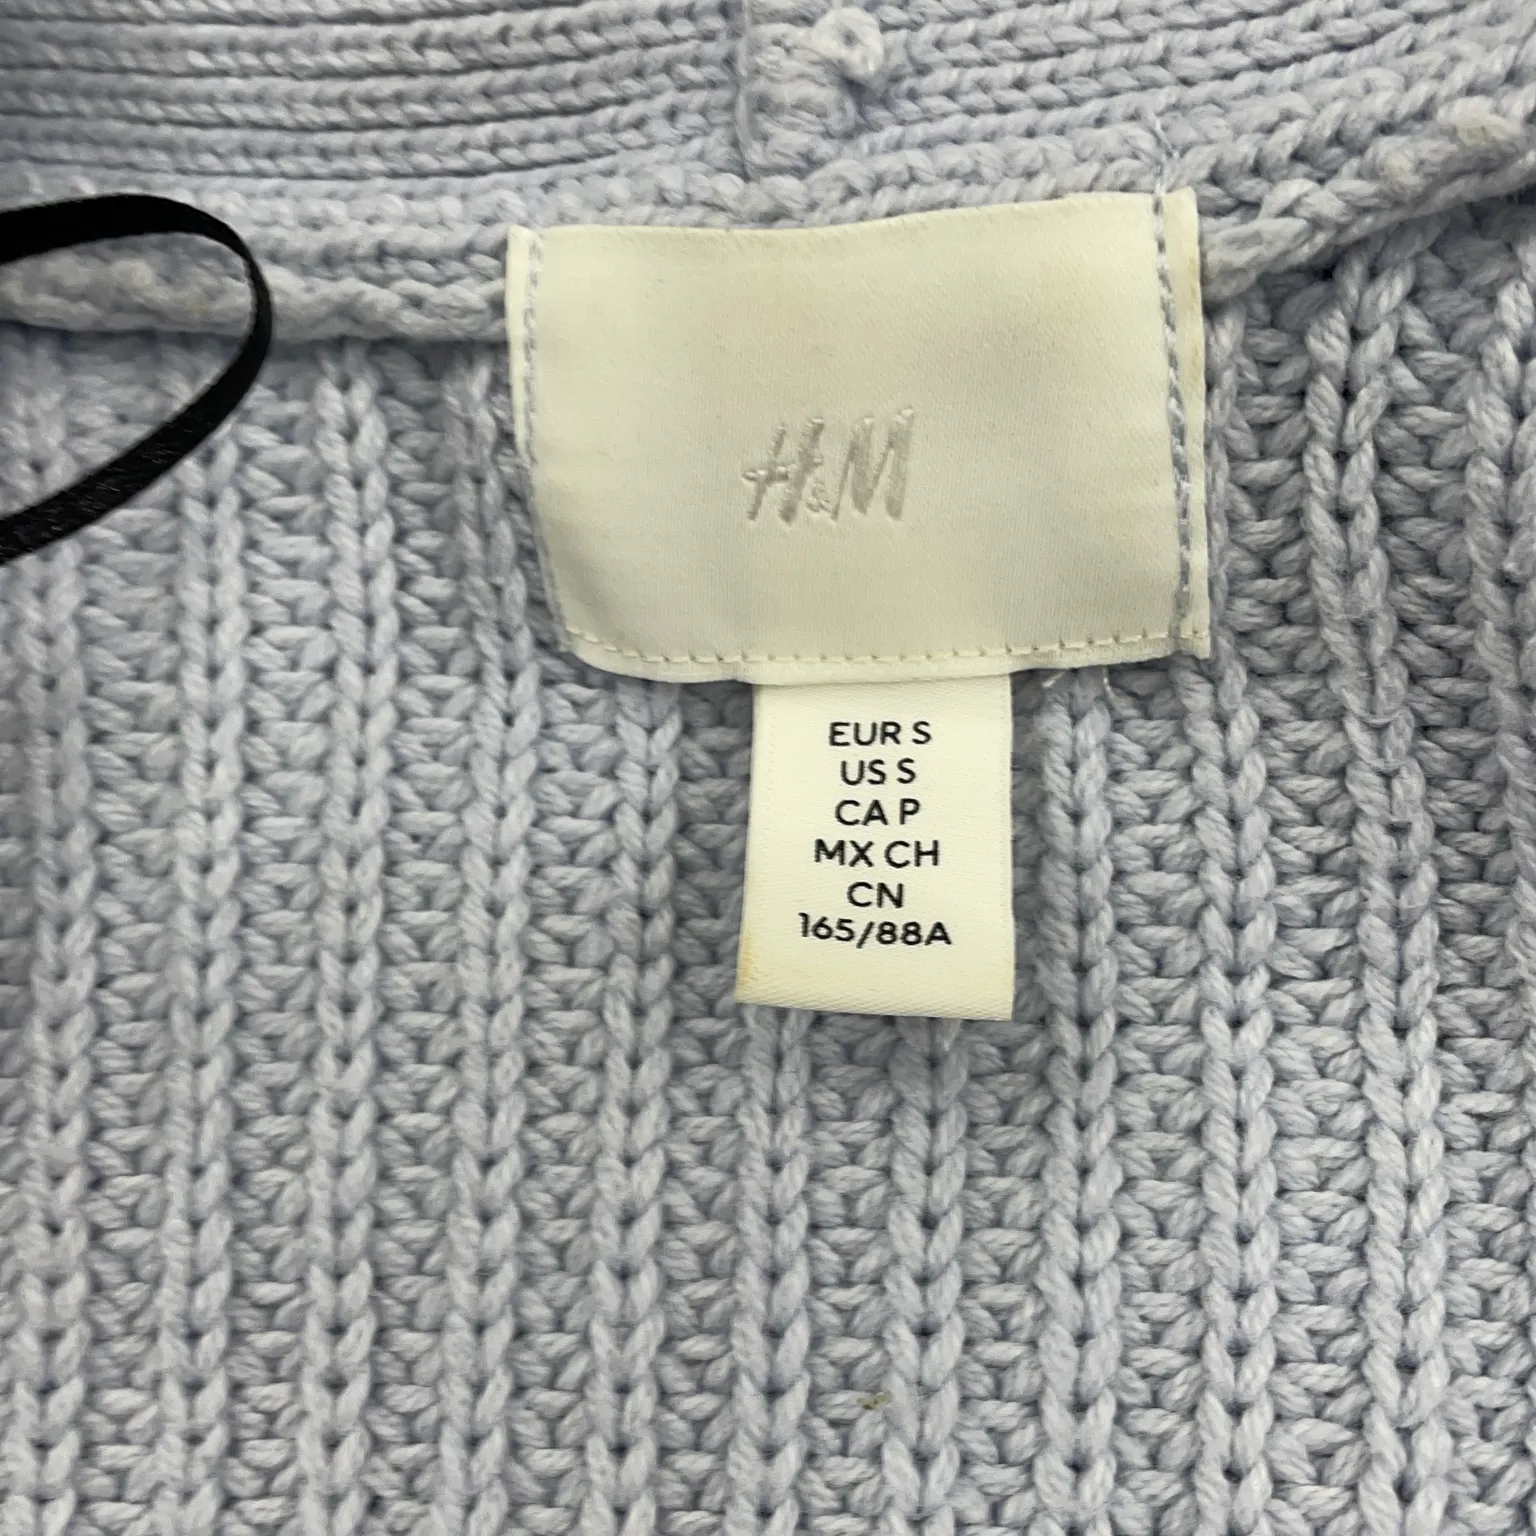 H&M
EUR S
US S
CA P
MX CH
CN
165/88A